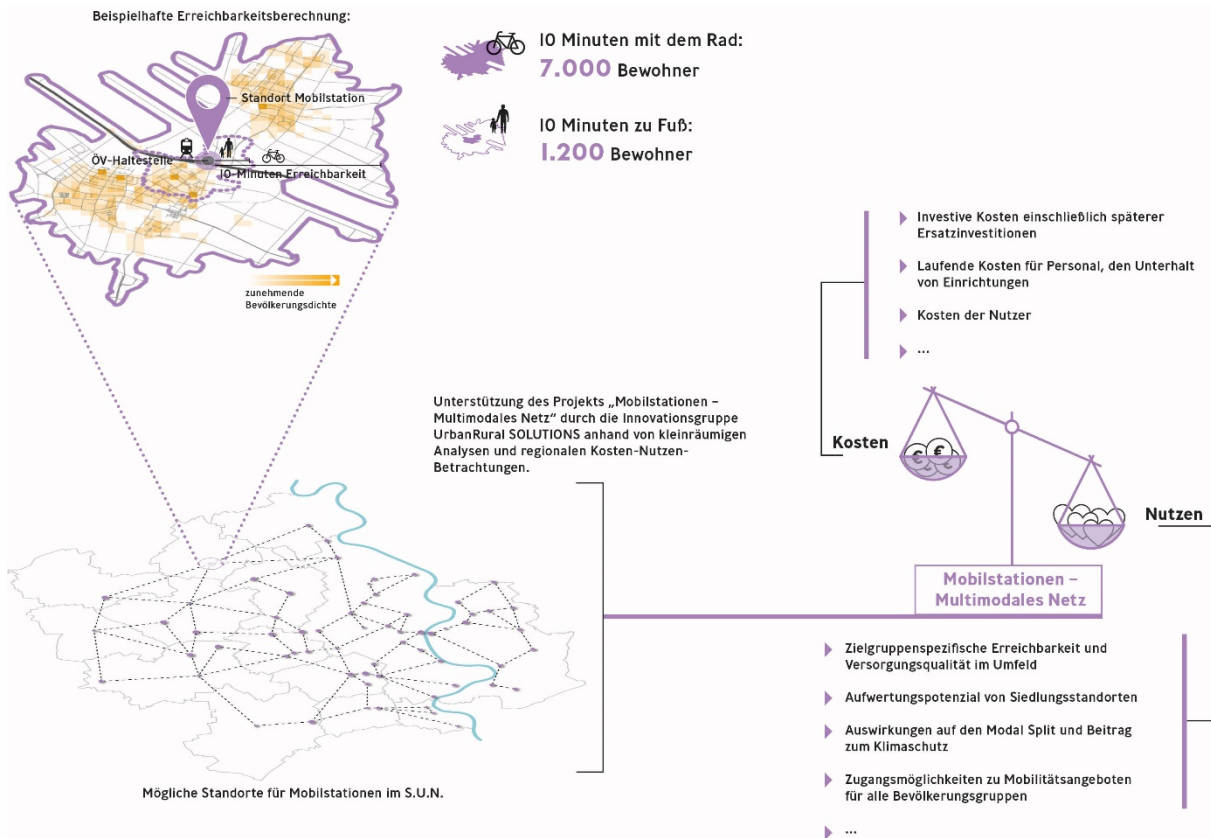 Beispielhafte Erreichbarkeitsberechnung:
Standort Mobilstation
ÖV-Haltestelle
10-Minuten Erreichbarkeit
zunehmende
Bevölkerungsdichte
10 Minuten mit dem Rad:
7.000 Bewohner
10 Minuten zu Fuß:
1.200 Bewohner
Investive Kosten einschließlich späterer
Ersatzinvestitionen
Laufende Kosten für Personal, den Unterhalt
von Einrichtungen
Kosten der Nutzer
...
Unterstützung des Projekts „Mobilstationen –
Multimodales Netz“ durch die Innovationsgruppe
UrbanRural SOLUTIONS anhand von kleinräumigen
Analysen und regionalen Kosten-Nutzen-
Betrachtungen.
Kosten
€ €
€ € €
Nutzen
Mobilstationen –
Multimodales Netz
Zielgruppenspezifische Erreichbarkeit und
Versorgungsqualität im Umfeld
Aufwertungspotenzial von Siedlungsstandorten
Auswirkungen auf den Modal Split und Beitrag
zum Klimaschutz
Zugangsmöglichkeiten zu Mobilitätsangeboten
für alle Bevölkerungsgruppen
...
Mögliche Standorte für Mobilstationen im S.U.N.